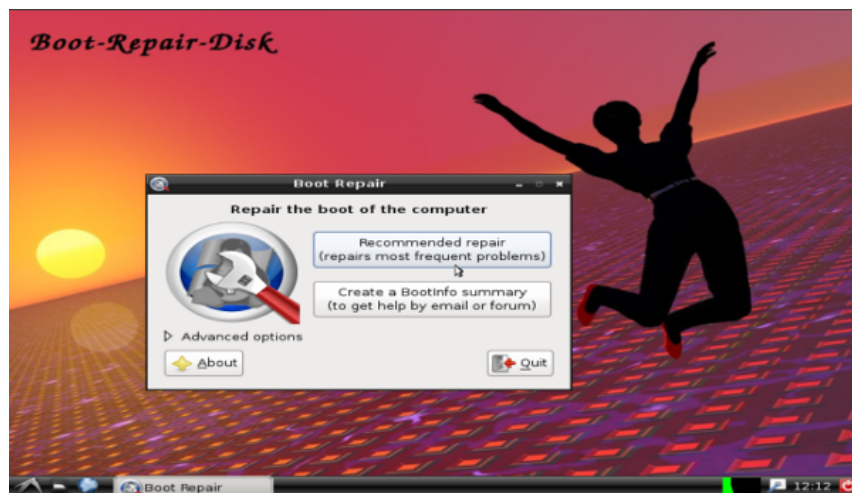 Boot-Repair-Disk
Boot Repair
Repair the boot of the computer
Recommended repair
(repairs most frequent problems)
Create a BootInfo summary
(to get help by email or forum)
Advanced options
About
Quit
Boot Repair
12:12